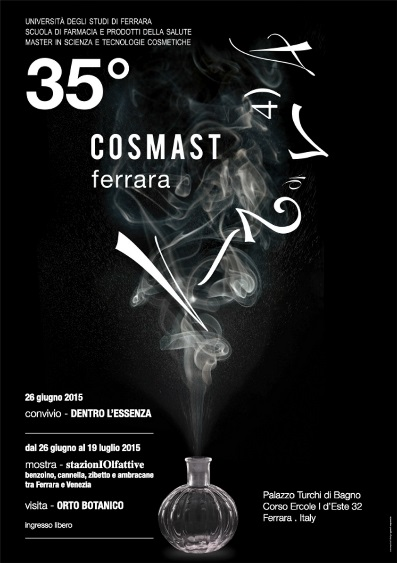 UNIVERSITÀ DEGLI STUDI DI FERRARA
SCUOLA DI FARMACIA E PRODOTTI DELLA SALUTE
MASTER IN SCIENZA E TECNOLOGIE COSMETICHE
35°
COSMAST
ferrara
26 giugno 2015
convivio - DENTRO L'ESSENZA
dal 26 giugno al 19 luglio 2015
mostra - stazionIOlfattive
benzoino, cannella, zibetto e ambracane
tra Ferrara e Venezia
visita - ORTO BOTANICO
ingresso libero
Palazzo Turchi di Bagno
Corso Ercole I d'Este 32
Ferrara . Italy